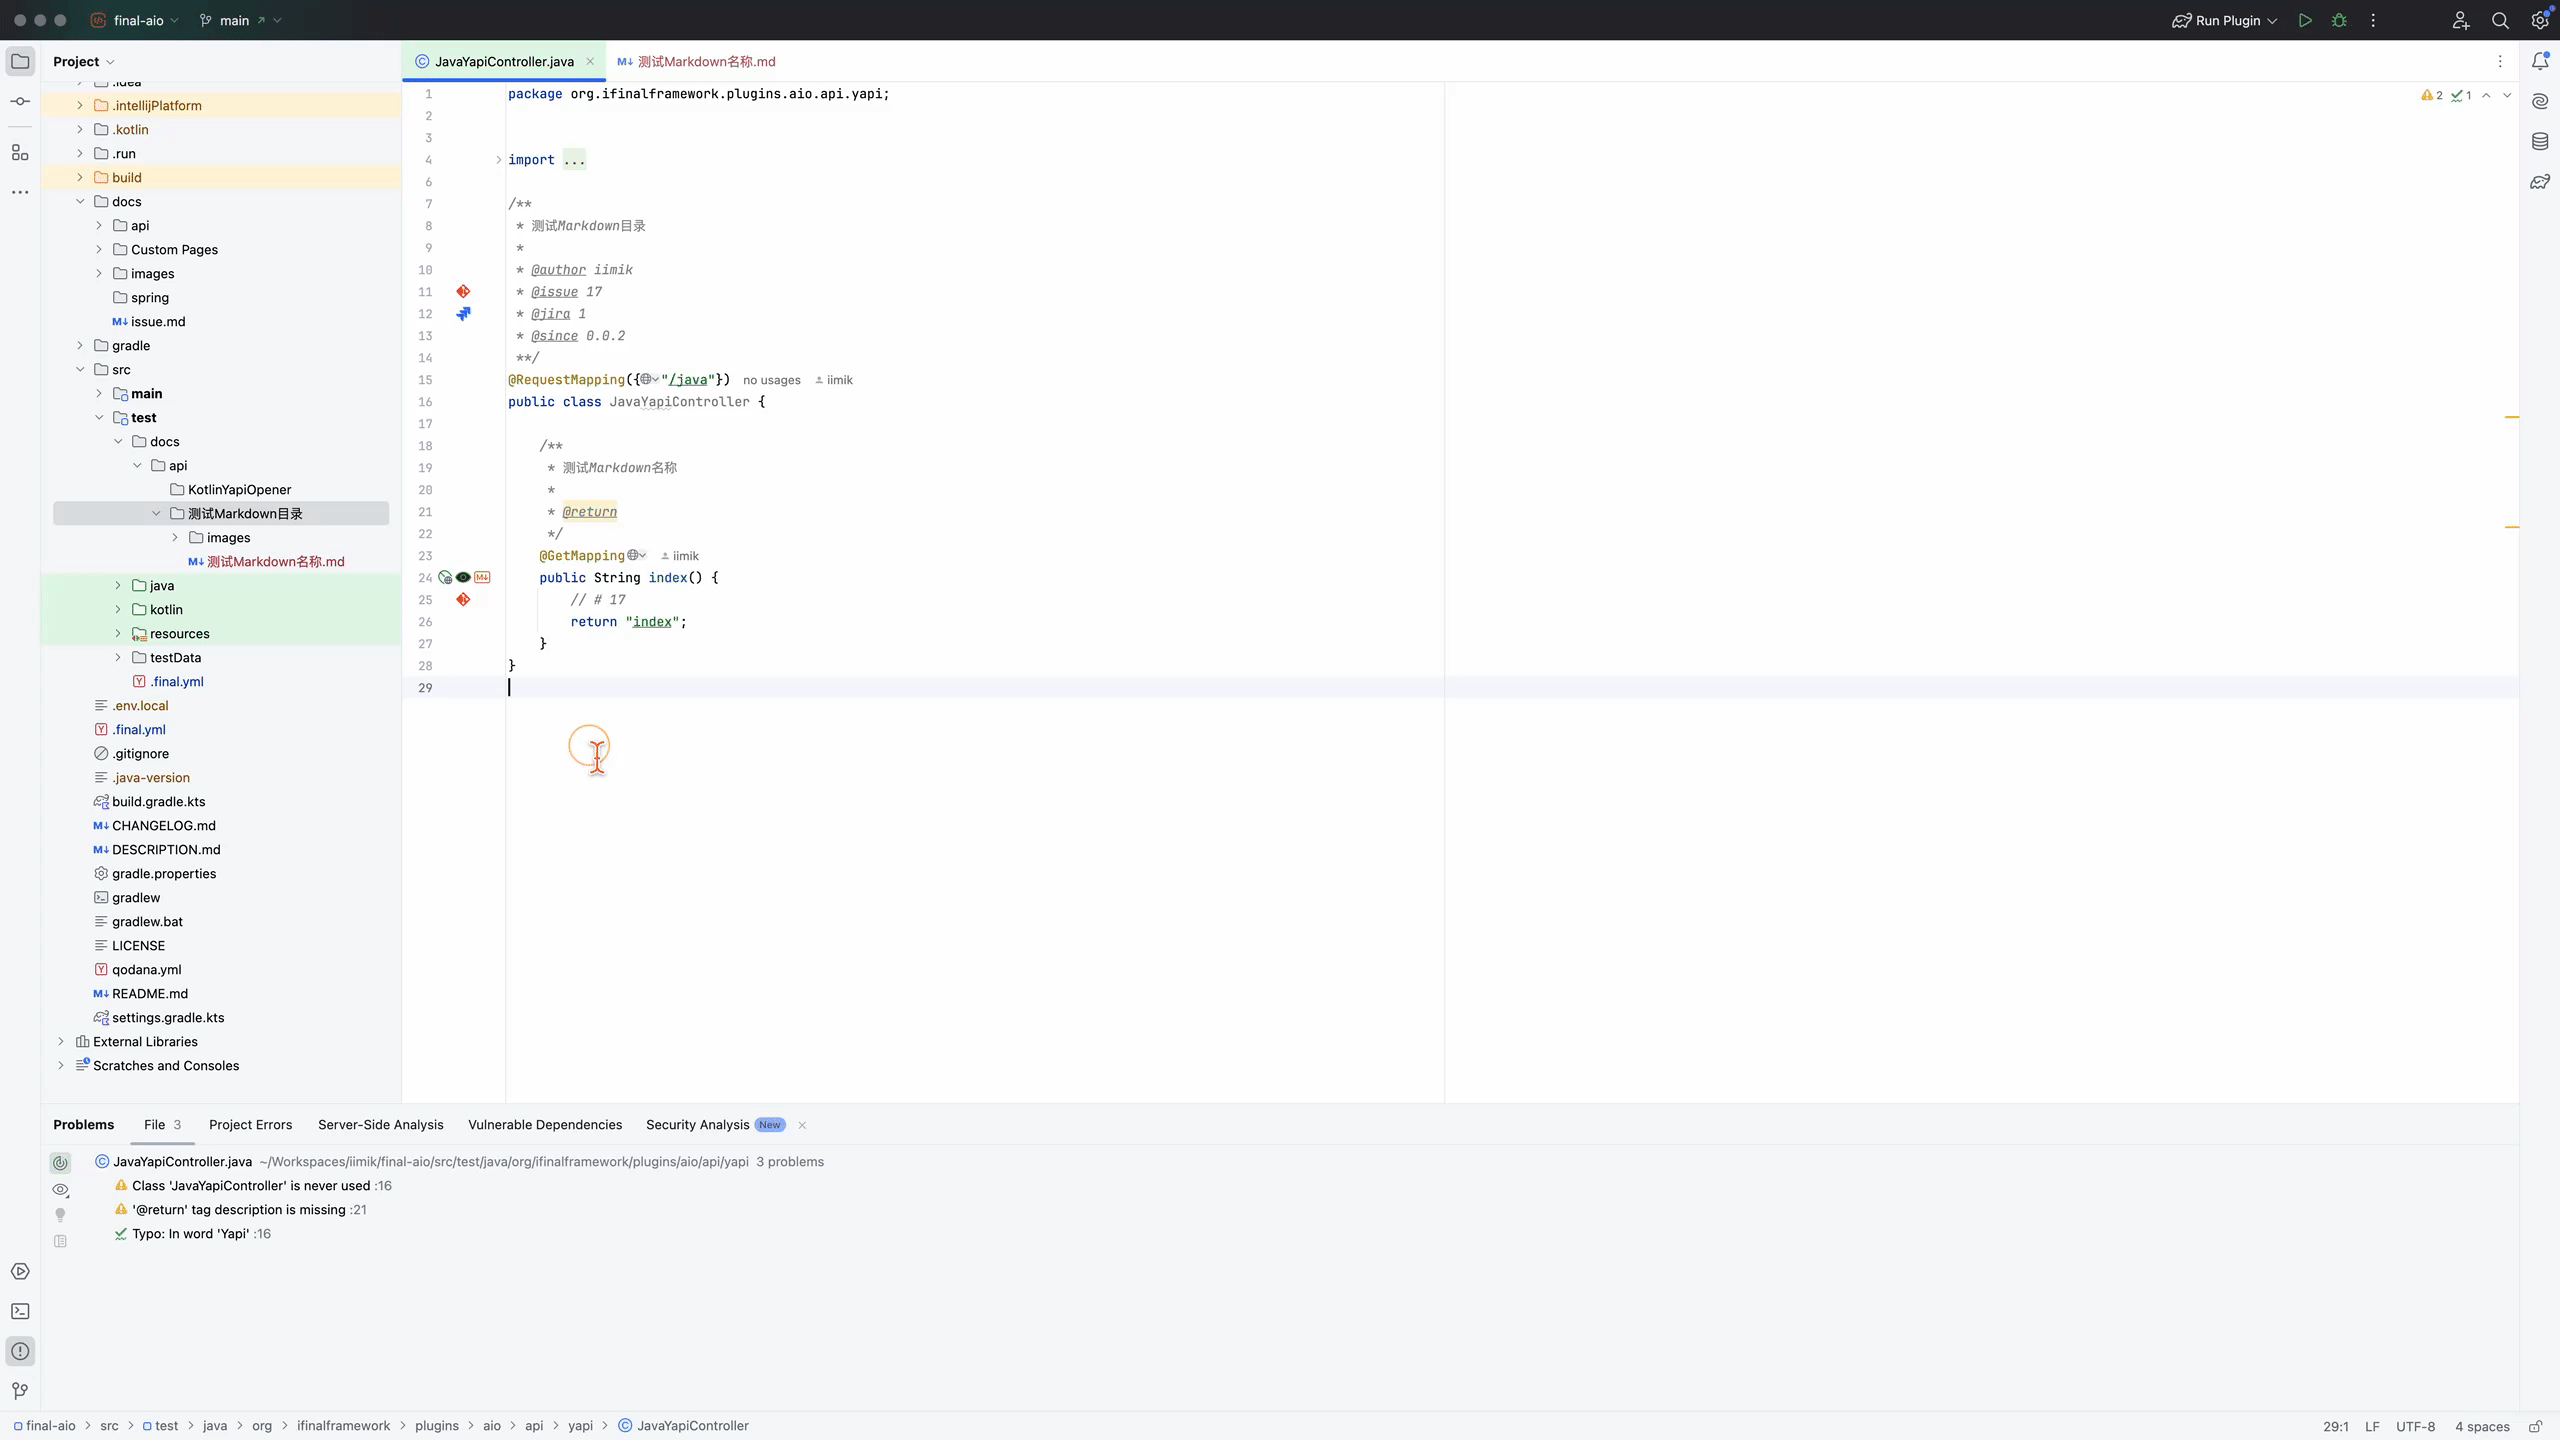 final-aio
main
Run Plugin
Project
JavaYapiController.java
测试Markdown名称.md
.idea
.intellijPlatform
.kotlin
.run
build
docs
api
Custom Pages
images
spring
issue.md
gradle
src
main
test
docs
api
KotlinYapiOpener
测试Markdown目录
images
测试Markdown名称.md
java
kotlin
resources
testData
.final.yml
.env.local
.final.yml
.gitignore
.java-version
build.gradle.kts
CHANGELOG.md
DESCRIPTION.md
gradle.properties
gradlew
gradlew.bat
LICENSE
qodana.yml
README.md
settings.gradle.kts
External Libraries
Scratches and Consoles
2 1
1 package org.ifinalframework.plugins.aio.api.yapi;
2
3
4 import ...
6
7 /**
8 * 测试Markdown目录
9 *
10 * @author iimik
11 * @issue 17
12 * @jira 1
13 * @since 0.0.2
14 **/
15 @RequestMapping({"/java"}) no usages iimik
16 public class JavaYapiController {
17
18 /**
19 * 测试Markdown名称
20 *
21 * @return
22 */
23 @GetMapping iimik
24 public String index() {
25 // # 17
26 return "index";
27 }
28 }
29
Problems File 3 Project Errors Server-Side Analysis Vulnerable Dependencies Security Analysis New
JavaYapiController.java ~/Workspaces/iimik/final-aio/src/test/java/org/ifinalframework/plugins/aio/api/yapi 3 problems
Class 'JavaYapiController' is never used :16
'@return' tag description is missing :21
Typo: In word 'Yapi' :16
final-aio > src > test > java > org > ifinalframework > plugins > aio > api > yapi > JavaYapiController
29:1 LF UTF-8 4 spaces